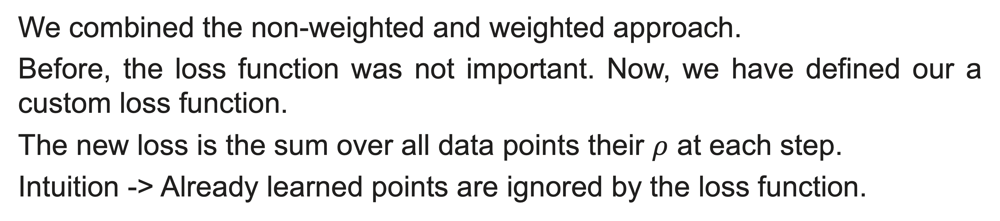 We combined the non-weighted and weighted approach.
Before, the loss function was not important. Now, we have defined our a
custom loss function.
The new loss is the sum over all data points their ρ at each step.
Intuition -> Already learned points are ignored by the loss function.